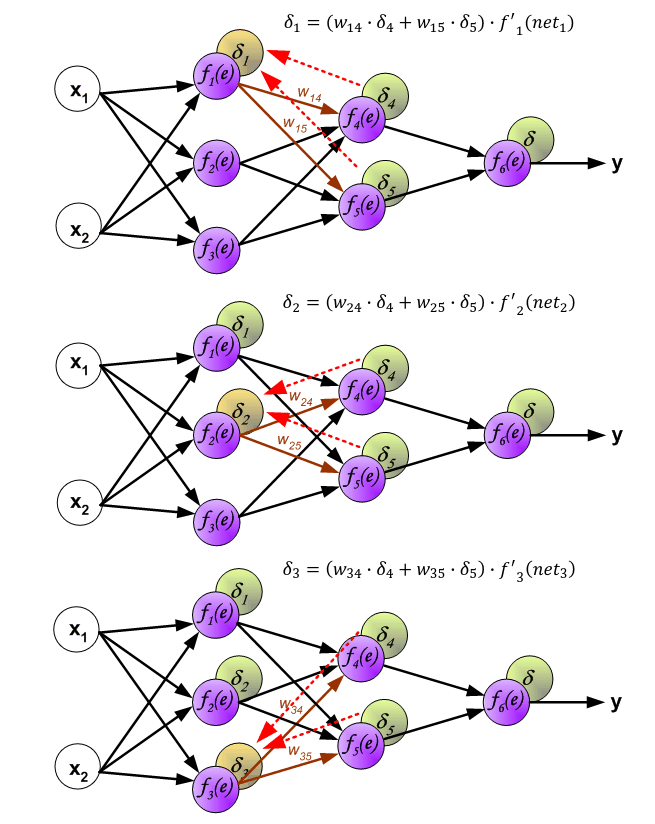 δ₁ = (w₁₄ · δ₄ + w₁₅ · δ₅) · f′₁(net₁)
δ₁
f₁(e)
x₁
w₁₄
δ₄
f₄(e)
w₁₅
δ
f₂(e)
f₆(e)
y
δ₅
f₅(e)
x₂
f₃(e)
δ₂ = (w₂₄ · δ₄ + w₂₅ · δ₅) · f′₂(net₂)
δ₁
f₁(e)
x₁
δ₄
f₄(e)
w₂₄
δ₂
δ
f₂(e)
w₂₅
f₆(e)
y
δ₅
f₅(e)
x₂
f₃(e)
δ₃ = (w₃₄ · δ₄ + w₃₅ · δ₅) · f′₃(net₃)
δ₁
f₁(e)
x₁
δ₄
f₄(e)
δ₂
δ
f₂(e)
w₃₄
f₆(e)
y
δ₅
f₅(e)
w₃₅
x₂
δ₃
f₃(e)